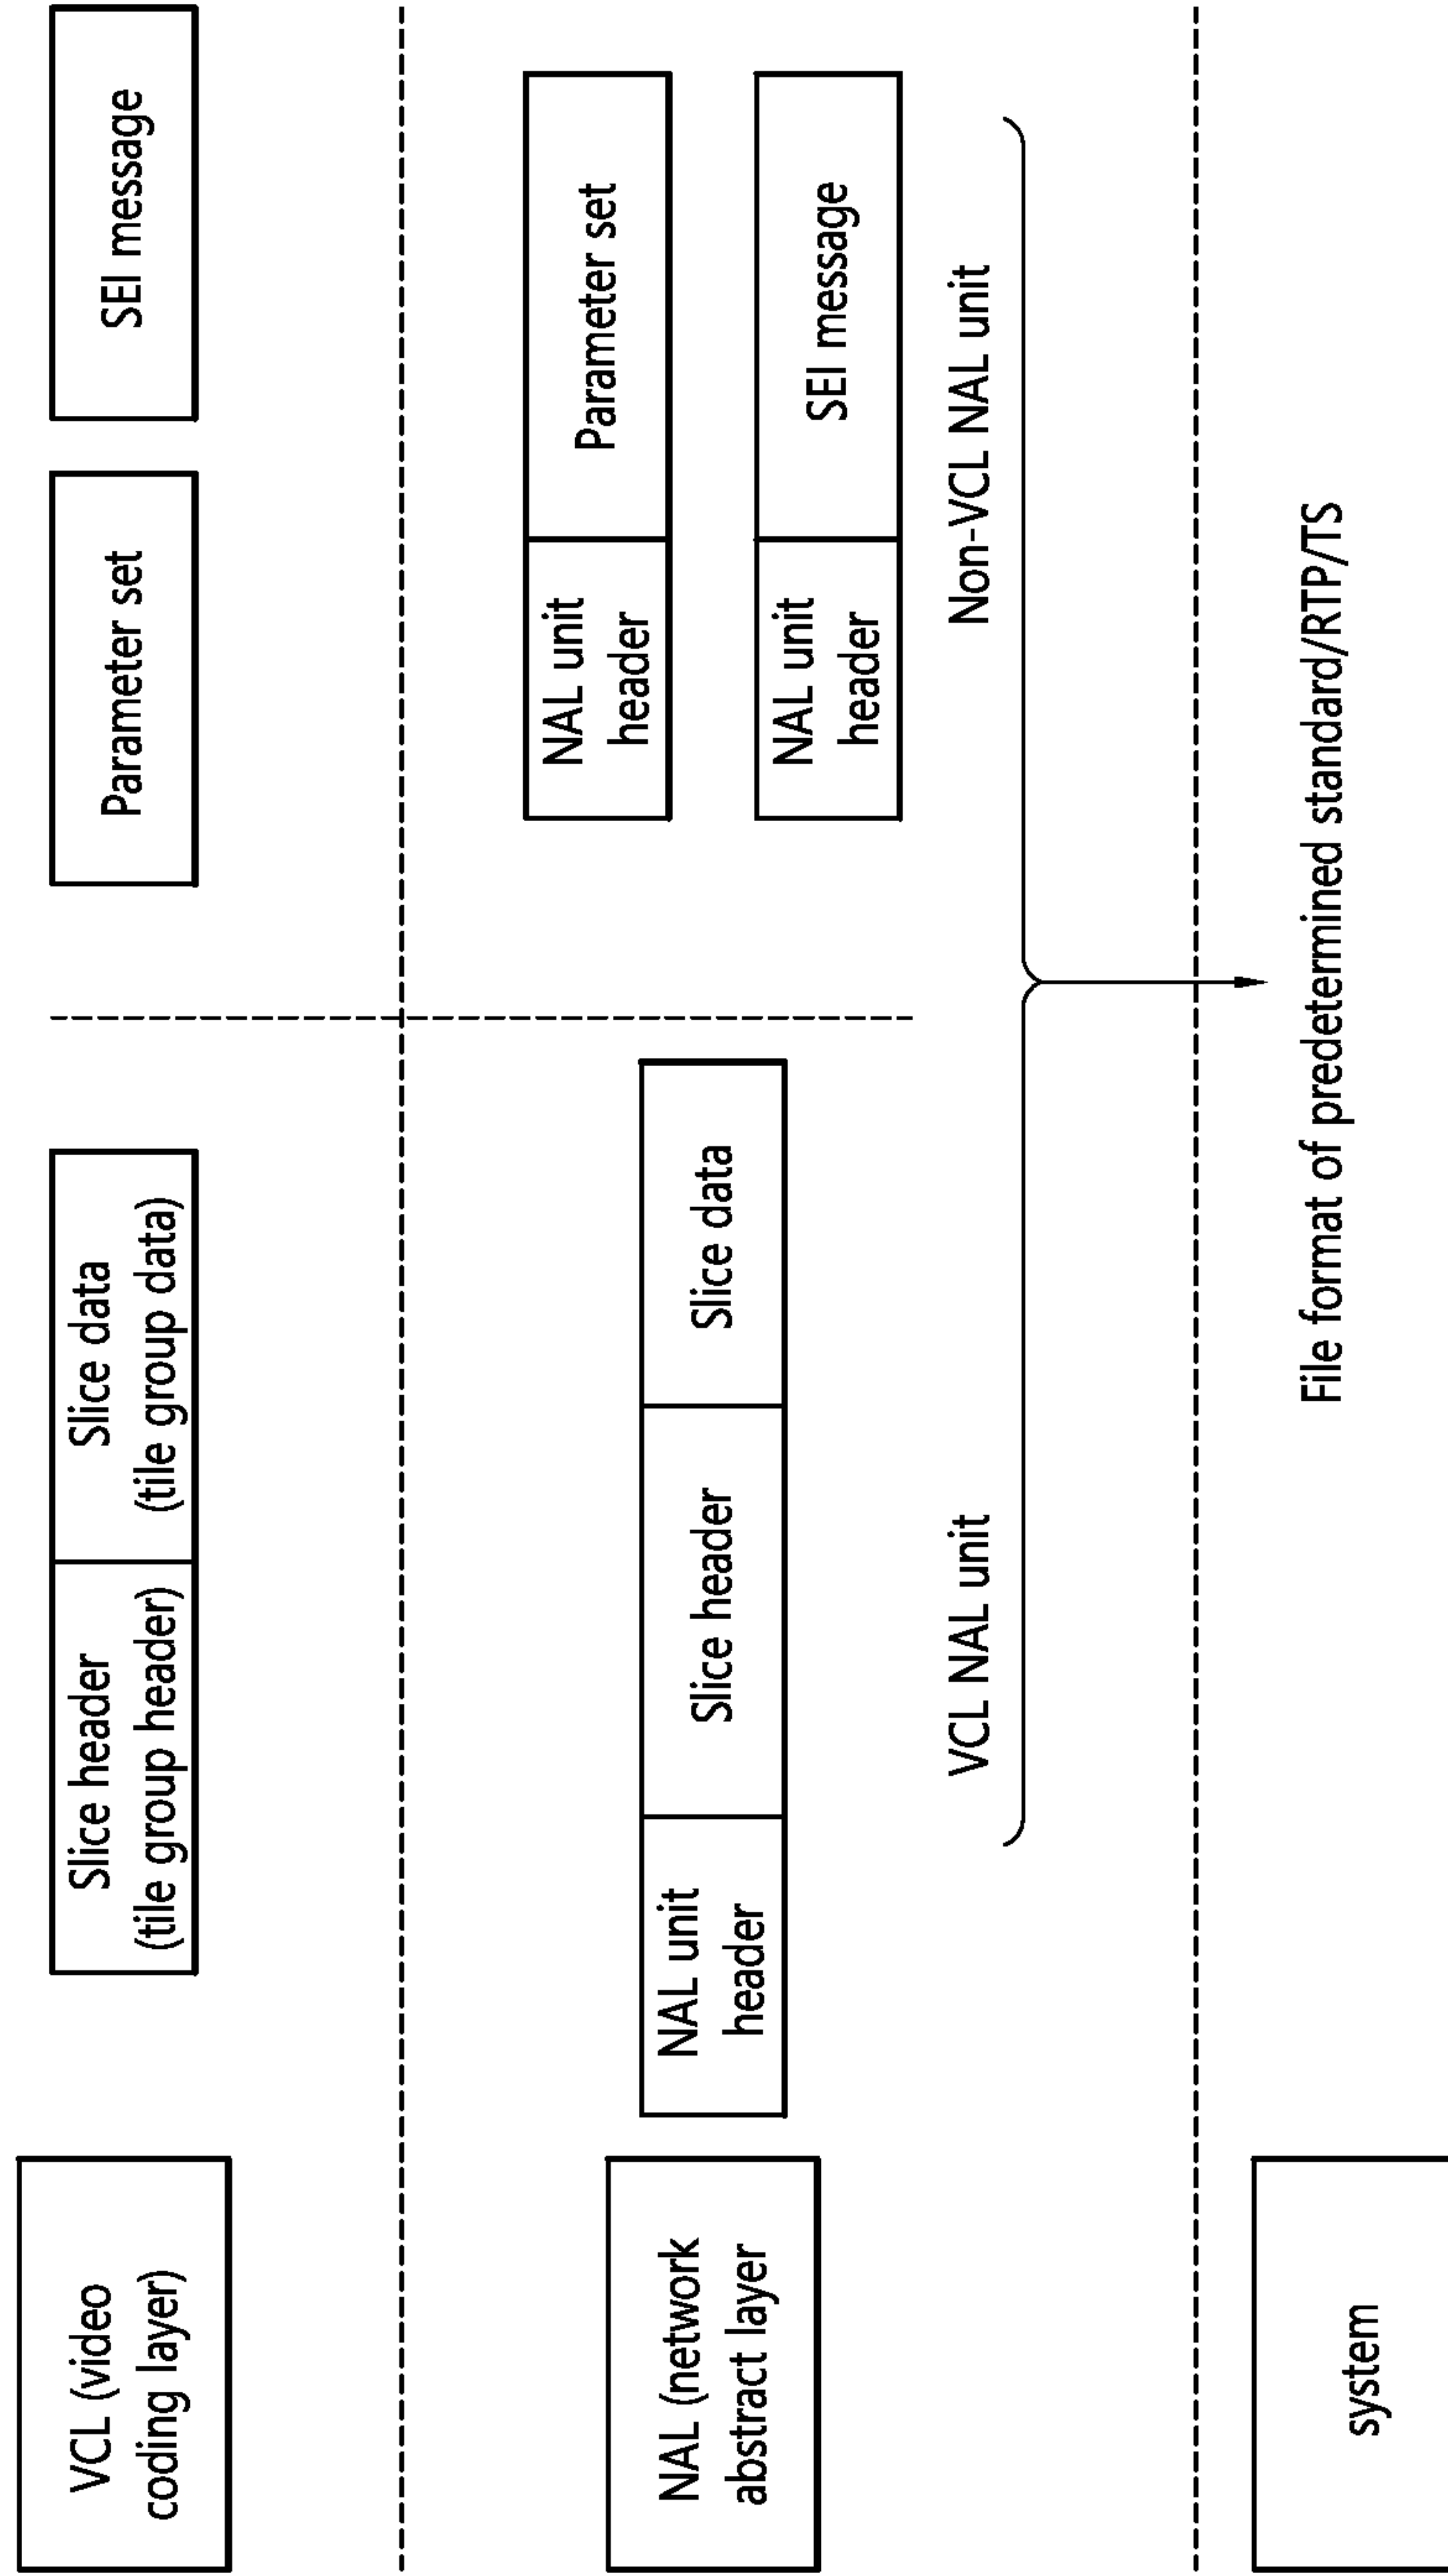 VCL (video
coding layer)
Slice header
(tile group header)
Slice data
(tile group data)
Parameter set
SEI message
NAL (network
abstract layer
NAL unit
header
Slice header
Slice data
NAL unit
header
Parameter set
NAL unit
header
SEI message
VCL NAL unit
Non-VCL NAL unit
system
File format of predetermined standard/RTP/TS